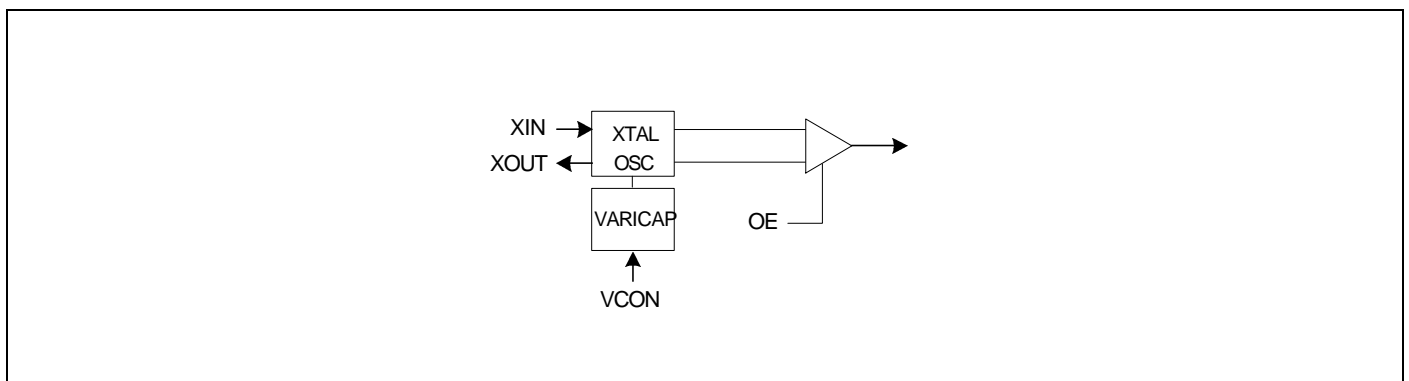 XIN
XTAL
XOUT
OSC
VARICAP
OE
VCON